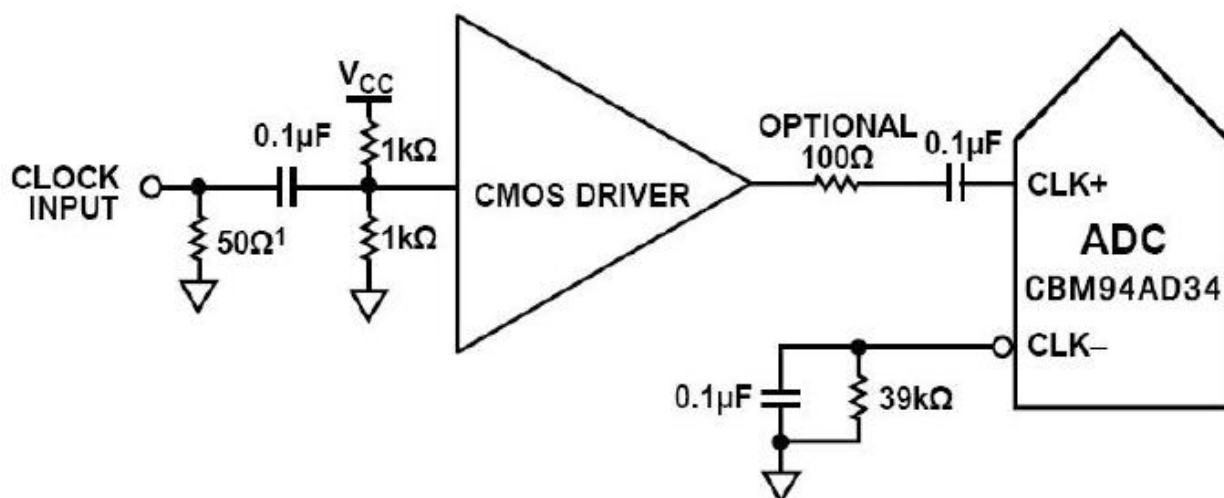 V_CC
0.1µF
1kΩ
CLOCK
INPUT
50Ω¹
1kΩ
CMOS DRIVER
OPTIONAL
100Ω
0.1µF
CLK+
ADC
CBM94AD34
CLK–
0.1µF
39kΩ